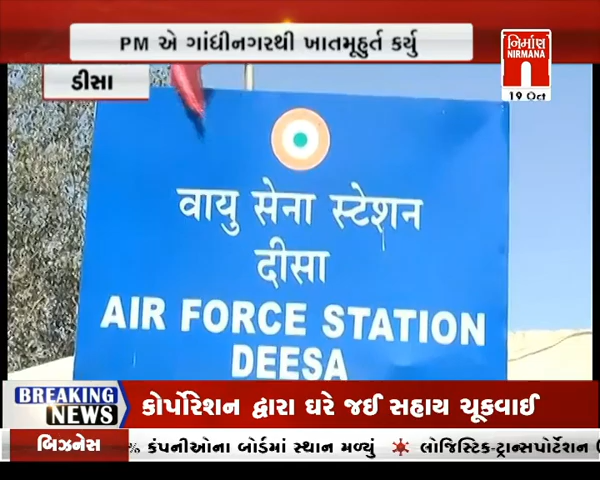 PM એ ગાંધીનગરથી ખાતમૂહુર્ત કર્યુ
નિર્માણ
NIRMANA
ડીસા
19 Oct
वायु सेना स्टेशन
दीसा
AIR FORCE STATION
DEESA
BREAKING NEWS
કોર્પોરેશન દ્વારા ઘરે જઈ સહાય ચૂકવાઈ
બિઝનેસ
% કંપનીઓના બોર્ડમાં સ્થાન મળ્યું
લોજિસ્ટિક-ટ્રાન્સપોર્ટેશન